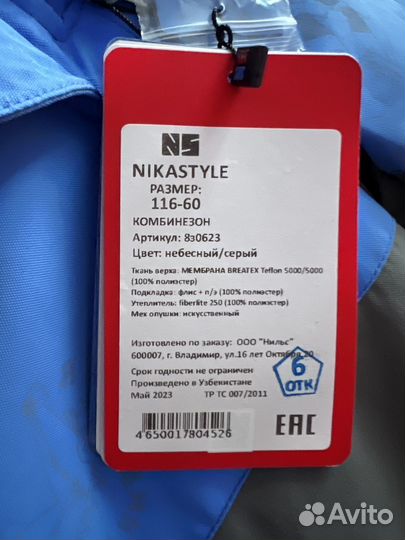 NS
NIKASTYLE
РАЗМЕР:
116-60
КОМБИНЕЗОН
Артикул: 8з0623
Цвет: небесный/серый
Ткань верха: МЕМБРАНА BREATEX Teflon 5000/5000
(100% полиэстер)
Подкладка: флис + п/э (100% полиэстер)
Утеплитель: fiberlite 250 (100% полиэстер)
Мех опушки: искусственный
Изготовлено по заказу: ООО "Нильс"
600007, г. Владимир, ул.16 лет Октября,20
Срок годности не ограничен
Произведено в Узбекистане
Май 2023 ТР ТС 007/2011
6
ОТК
4650017804526
EAC
Avito